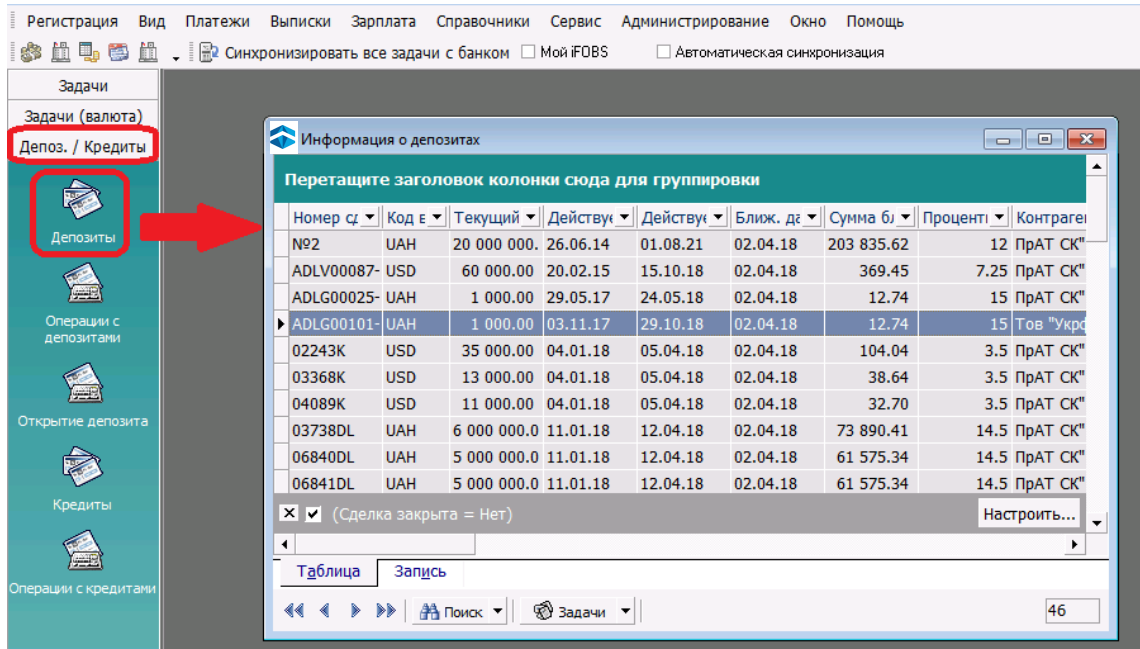 Регистрация Вид Платежи Выписки Зарплата Справочники Сервис Администрирование Окно Помощь
Синхронизировать все задачи с банком Мой iFOBS Автоматическая синхронизация
Задачи
Задачи (валюта)
Депоз. / Кредиты
Депозиты
Операции с
депозитами
Открытие депозита
Кредиты
Операции с кредитами
Информация о депозитах
Перетащите заголовок колонки сюда для группировки
Номер сд Код в Текущий Действуе Действуе Ближ. да Сумма бл Проценть Контраген
№2 UAH 20 000 000. 26.06.14 01.08.21 02.04.18 203 835.62 12 ПрАТ СК"
ADLV00087- USD 60 000.00 20.02.15 15.10.18 02.04.18 369.45 7.25 ПрАТ СК"
ADLG00025- UAH 1 000.00 29.05.17 24.05.18 02.04.18 12.74 15 ПрАТ СК"
ADLG00101- UAH 1 000.00 03.11.17 29.10.18 02.04.18 12.74 15 Тов "Укрс
02243K USD 35 000.00 04.01.18 05.04.18 02.04.18 104.04 3.5 ПрАТ СК"
03368K USD 13 000.00 04.01.18 05.04.18 02.04.18 38.64 3.5 ПрАТ СК"
04089K USD 11 000.00 04.01.18 05.04.18 02.04.18 32.70 3.5 ПрАТ СК"
03738DL UAH 6 000 000.0 11.01.18 12.04.18 02.04.18 73 890.41 14.5 ПрАТ СК"
06840DL UAH 5 000 000.0 11.01.18 12.04.18 02.04.18 61 575.34 14.5 ПрАТ СК"
06841DL UAH 5 000 000.0 11.01.18 12.04.18 02.04.18 61 575.34 14.5 ПрАТ СК"
(Сделка закрыта = Нет) Настроить...
Таблица Запись
Поиск Задачи 46